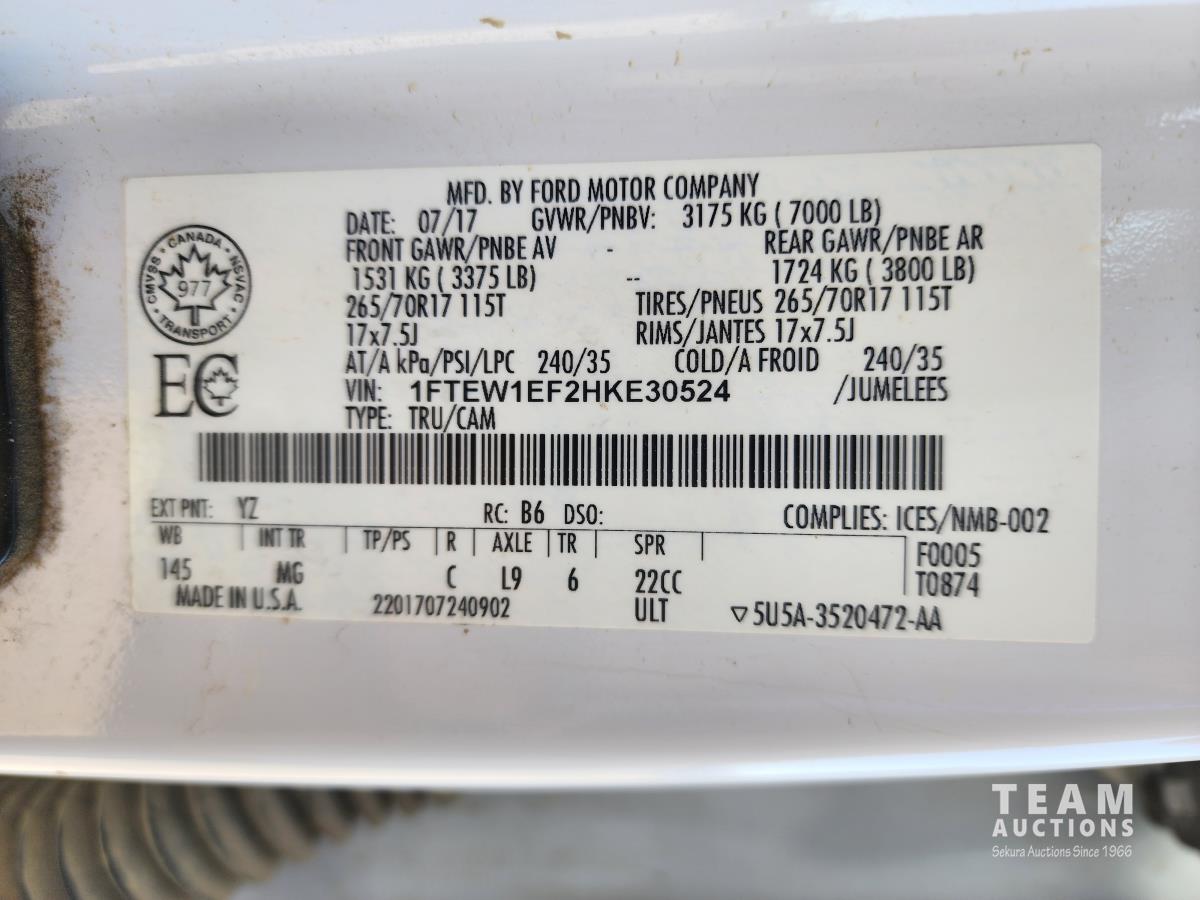 MFD. BY FORD MOTOR COMPANY
DATE: 07/17 GVWR/PNBV: 3175 KG ( 7000 LB)
FRONT GAWR/PNBE AV - REAR GAWR/PNBE AR
1531 KG ( 3375 LB) -- 1724 KG ( 3800 LB)
265/70R17 115T TIRES/PNEUS 265/70R17 115T
17x7.5J RIMS/JANTES 17x7.5J
AT/A kPa/PSI/LPC 240/35 COLD/A FROID 240/35
VIN: 1FTEW1EF2HKE30524 /JUMELEES
TYPE: TRU/CAM
CANADA
CMVSS 977 NSVAC
TRANSPORT
EC
EXT PNT: YZ RC: B6 DSO: COMPLIES: ICES/NMB-002
WB INT TR TP/PS R AXLE TR SPR F0005
145 MG C L9 6 22CC T0874
MADE IN U.S.A. 2201707240902 ULT ▽5U5A-3520472-AA
TEAM
AUCTIONS
Sekura Auctions Since 1966